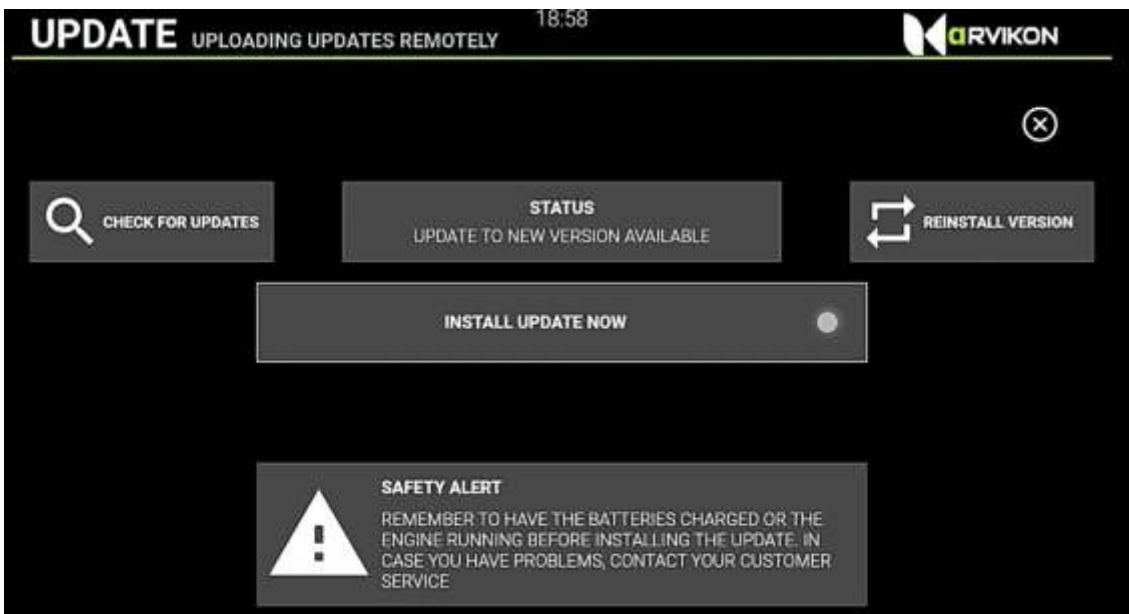 18:58
UPDATE UPLOADING UPDATES REMOTELY
aRVIKON
CHECK FOR UPDATES
STATUS
UPDATE TO NEW VERSION AVAILABLE
REINSTALL VERSION
INSTALL UPDATE NOW
SAFETY ALERT
REMEMBER TO HAVE THE BATTERIES CHARGED OR THE
ENGINE RUNNING BEFORE INSTALLING THE UPDATE. IN
CASE YOU HAVE PROBLEMS, CONTACT YOUR CUSTOMER
SERVICE